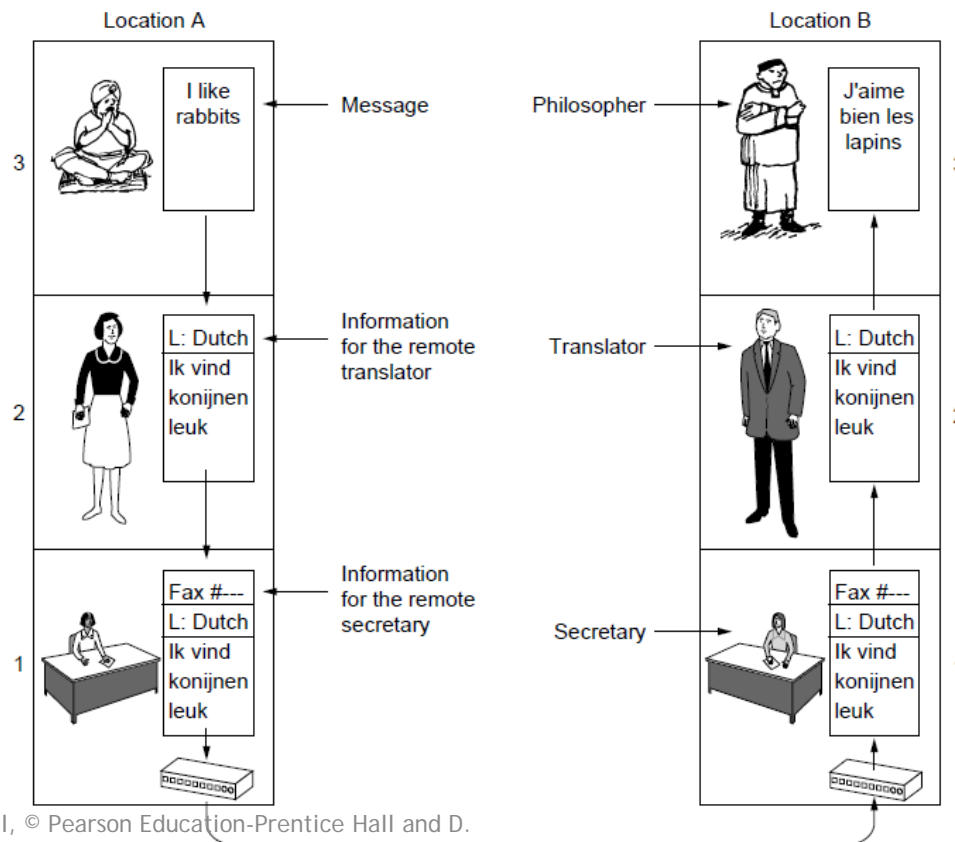 Location A
Location B
3
I like
rabbits
Message
Philosopher
J'aime
bien les
lapins
2
L: Dutch
Ik vind
konijnen
leuk
Information
for the remote
translator
Translator
L: Dutch
Ik vind
konijnen
leuk
1
Fax #---
L: Dutch
Ik vind
konijnen
leuk
Information
for the remote
secretary
Secretary
Fax #---
L: Dutch
Ik vind
konijnen
leuk
l, © Pearson Education-Prentice Hall and D.